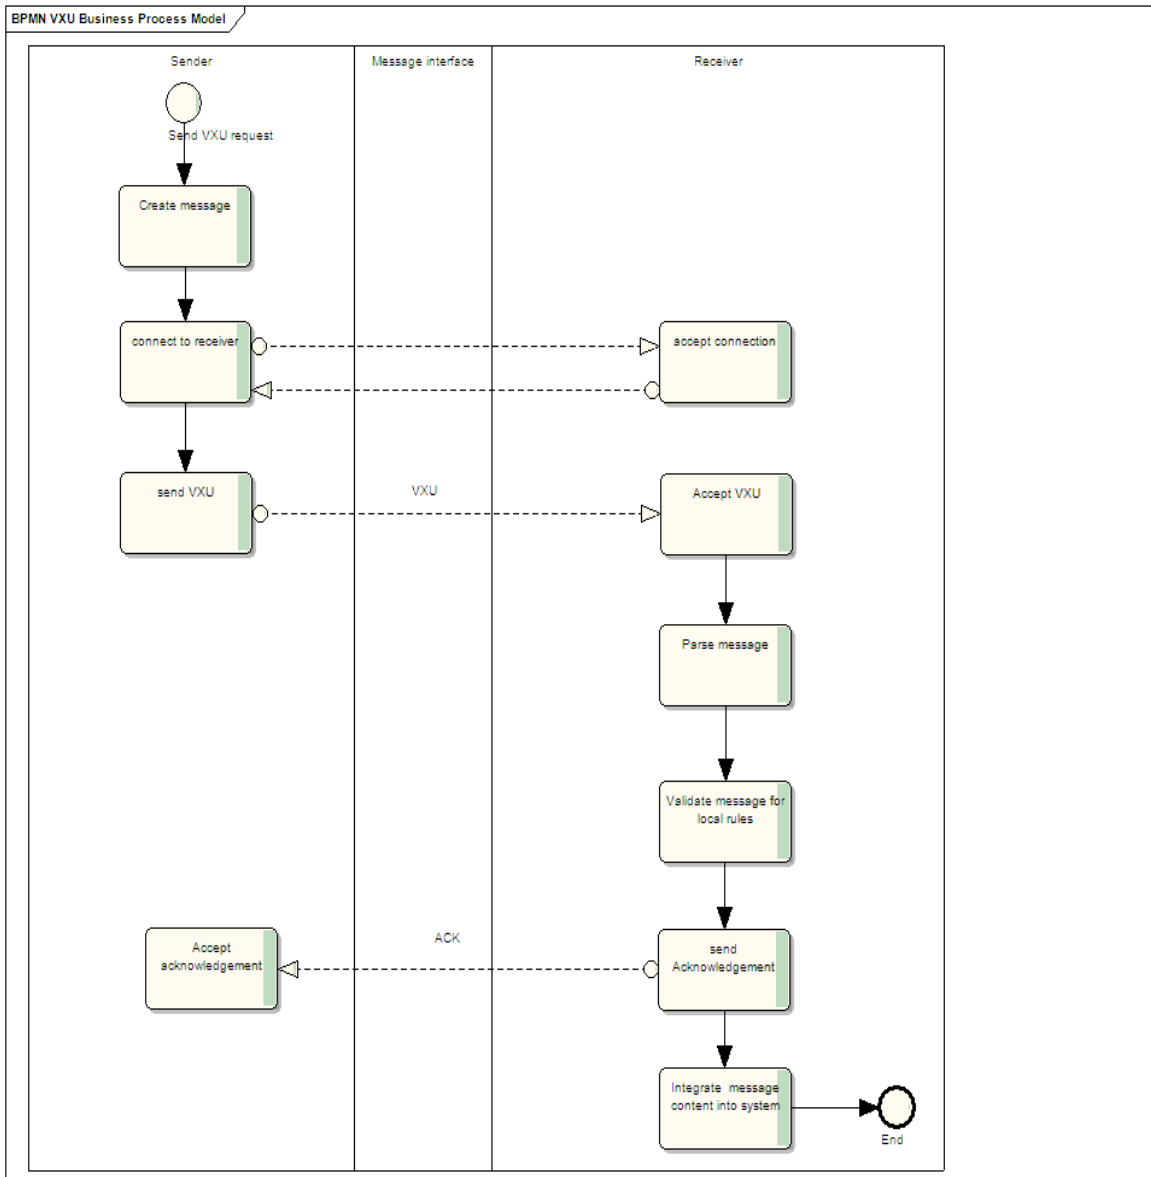 BPMN VXU Business Process Model
Sender
Message interface
Receiver
Send VXU request
Create message
connect to receiver
accept connection
send VXU
VXU
Accept VXU
Parse message
Validate message for
local rules
Accept
acknowledgement
ACK
send
Acknowledgement
Integrate message
content into system
End